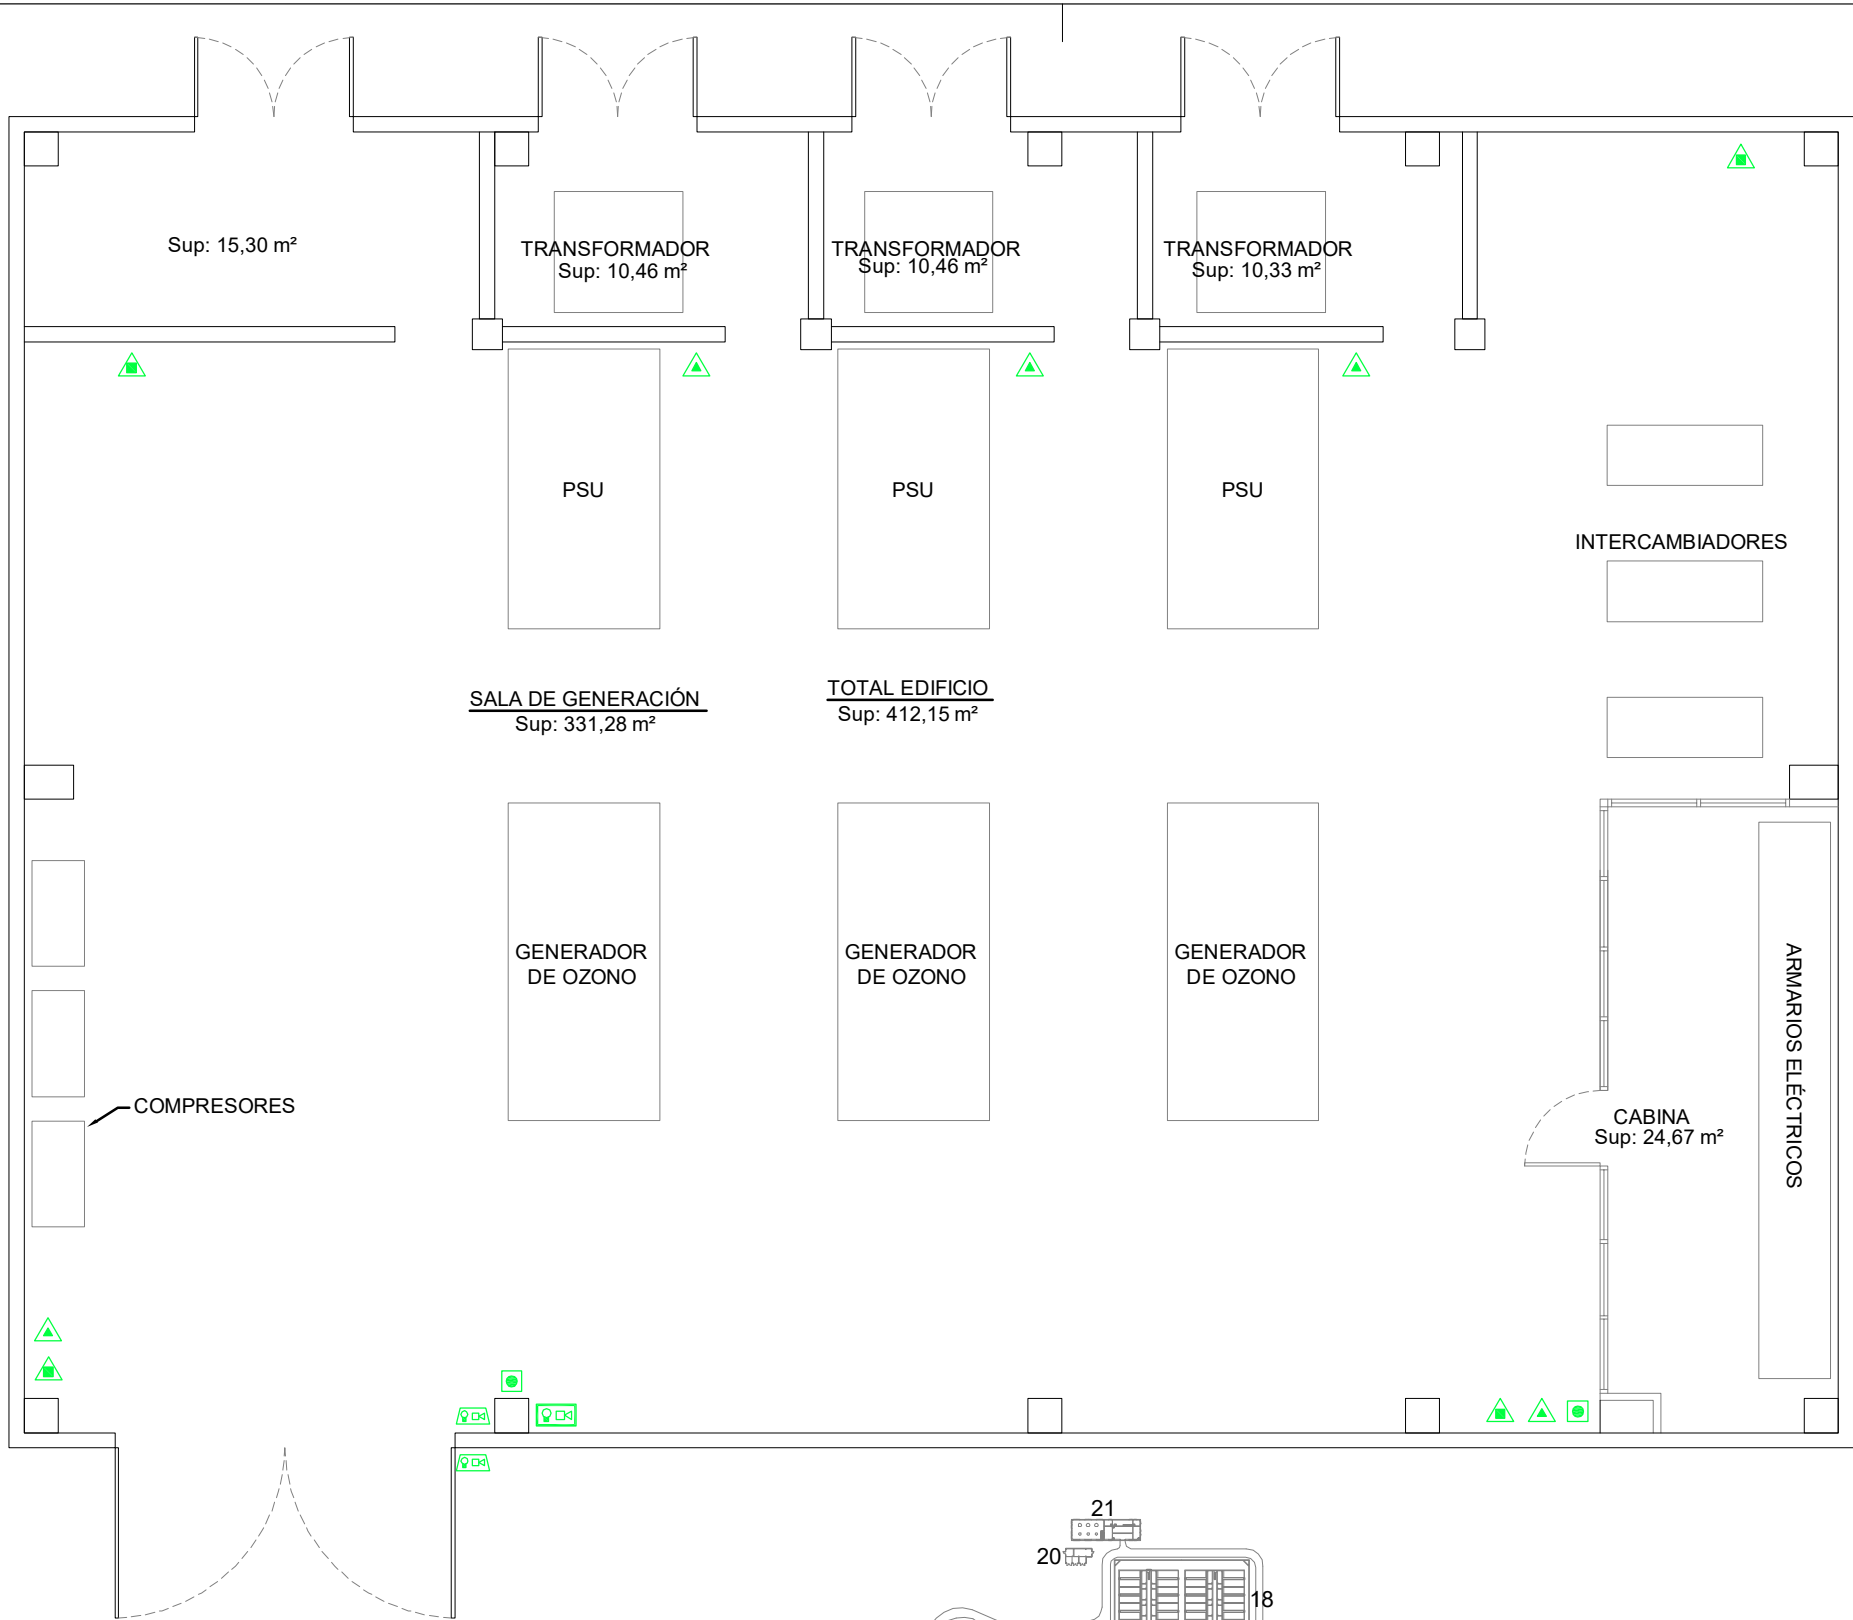 Sup: 15,30 m²
TRANSFORMADOR
Sup: 10,46 m²
TRANSFORMADOR
Sup: 10,46 m²
TRANSFORMADOR
Sup: 10,33 m²
PSU
PSU
PSU
INTERCAMBIADORES
SALA DE GENERACIÓN
Sup: 331,28 m²
TOTAL EDIFICIO
Sup: 412,15 m²
GENERADOR
DE OZONO
GENERADOR
DE OZONO
GENERADOR
DE OZONO
COMPRESORES
CABINA
Sup: 24,67 m²
ARMARIOS ELÉCTRICOS
21
20
18